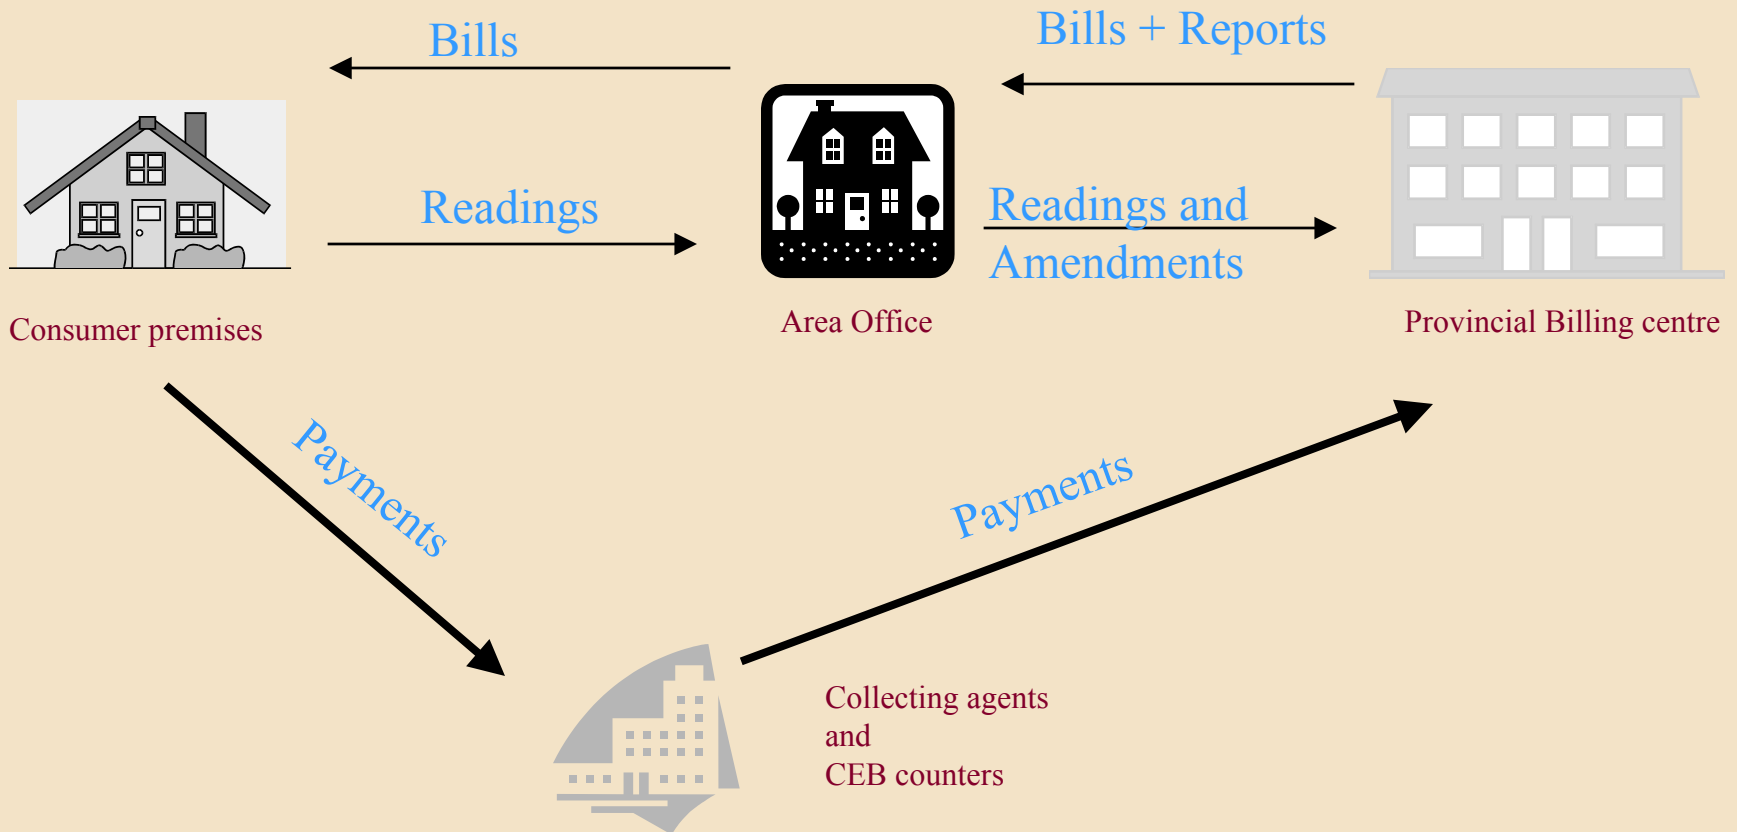 Bills
Bills + Reports
Readings
Readings and
Amendments
Consumer premises
Area Office
Provincial Billing centre
Payments
Payments
Collecting agents
and
CEB counters